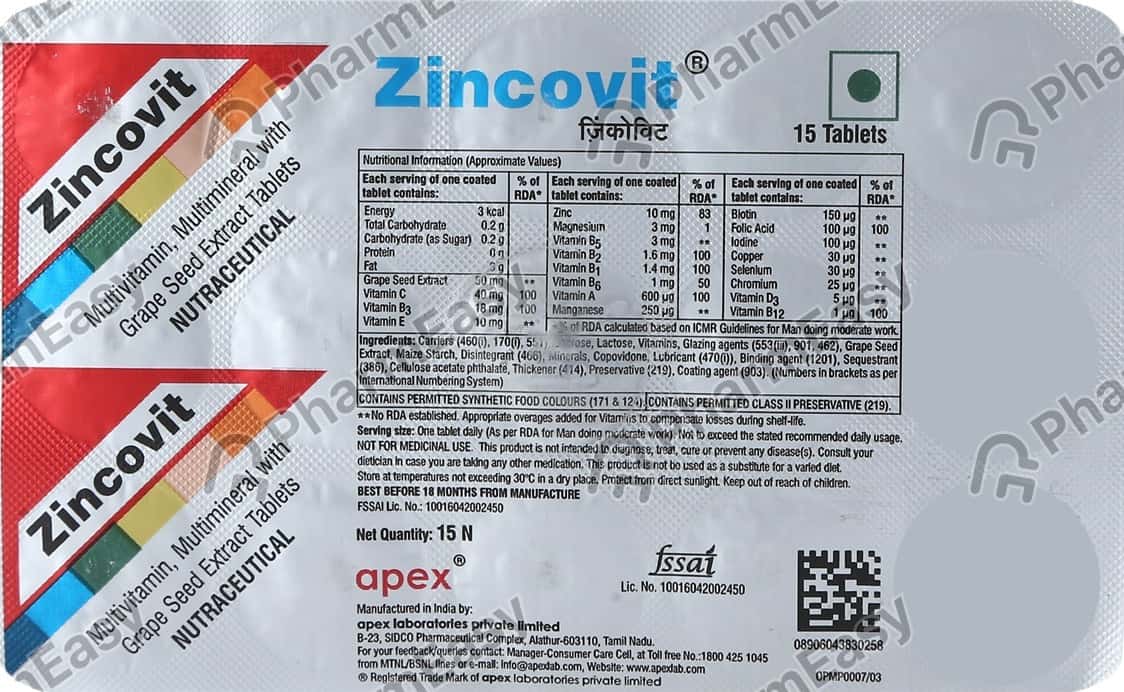 Zincovit
Multivitamin, Multimineral with
Grape Seed Extract Tablets
NUTRACEUTICAL
Zincovit
Multivitamin, Multimineral with
Grape Seed Extract Tablets
NUTRACEUTICAL
Zincovit®
ज़िंकोविट
15 Tablets
Nutritional Information (Approximate Values)
Each serving of one coated tablet contains: % of RDA*
Energy 3 kcal
Total Carbohydrate 0.2 g
Carbohydrate (as Sugar) 0.2 g
Protein 0 g
Fat g
Grape Seed Extract 50 mg **
Vitamin C 40 mg 100
Vitamin B3 18 mg 100
Vitamin E 10 mg **
Each serving of one coated tablet contains: % of RDA*
Zinc 10 mg 83
Magnesium 3 mg 1
Vitamin B5 3 mg **
Vitamin B2 1.6 mg 100
Vitamin B1 1.4 mg 100
Vitamin B6 1 mg 50
Vitamin A 600 µg 100
Manganese 250 µg **
Each serving of one coated tablet contains: % of RDA*
Biotin 150 µg **
Folic Acid 100 µg 100
Iodine 100 µg **
Copper 30 µg **
Selenium 30 µg **
Chromium 25 µg **
Vitamin D3 5 µg **
Vitamin B12 1 µg 100
*% of RDA calculated based on ICMR Guidelines for Man doing moderate work.
Ingredients: Carriers (460(i), 170(i), Lactose, Vitamins, Glazing agents (553(iii), 901, 462), Grape Seed
Extract, Maize Starch, Disintegrant (466), Minerals, Copovidone, Lubricant (470(i)), Binding agent (1201), Sequestrant
(386), Cellulose acetate phthalate, Thickener (414), Preservative (219), Coating agent (903). (Numbers in brackets as per
International Numbering System)
CONTAINS PERMITTED SYNTHETIC FOOD COLOURS (171 & 124). CONTAINS PERMITTED CLASS II PRESERVATIVE (219).
**No RDA established. Appropriate overages added for Vitamins to compensate losses during shelf-life.
Serving size: One tablet daily (As per RDA for Man doing moderate work). Not to exceed the stated recommended daily usage.
NOT FOR MEDICINAL USE. This product is not intended to diagnose, treat, cure or prevent any disease(s). Consult your
dietician in case you are taking any other medication. This product is not be used as a substitute for a varied diet.
Store at temperatures not exceeding 30°C in a dry place. Protect from direct sunlight. Keep out of reach of children.
BEST BEFORE 18 MONTHS FROM MANUFACTURE
FSSAI Lic. No.: 10016042002450
Net Quantity: 15 N
apex®
fssai
Lic. No. 10016042002450
Manufactured in India by:
apex laboratories private limited
B-23, SIDCO Pharmaceutical Complex, Alathur-603110, Tamil Nadu.
For your feedback/queries contact: Manager-Consumer Care Cell, at Toll free No.:1800 425 1045
from MTNL/BSNL lines or e-mail: info@apexlab.com, Website: www.apexlab.com
® Registered Trade Mark of apex laboratories private limited
08906043830258
OPMP0007/03
PharmEasy